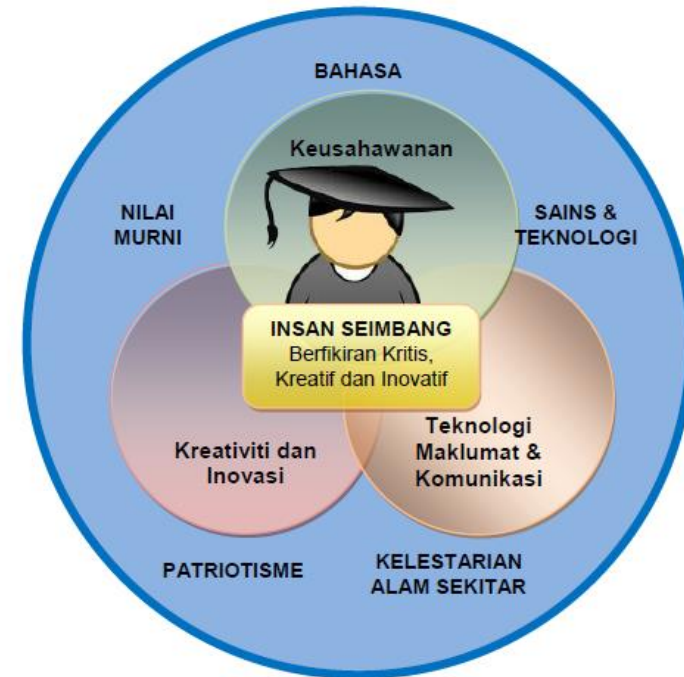 BAHASA
Keusahawanan
NILAI
MURNI
SAINS &
TEKNOLOGI
INSAN SEIMBANG
Berfikiran Kritis,
Kreatif dan Inovatif
Kreativiti dan
Inovasi
Teknologi
Maklumat &
Komunikasi
PATRIOTISME
KELESTARIAN
ALAM SEKITAR